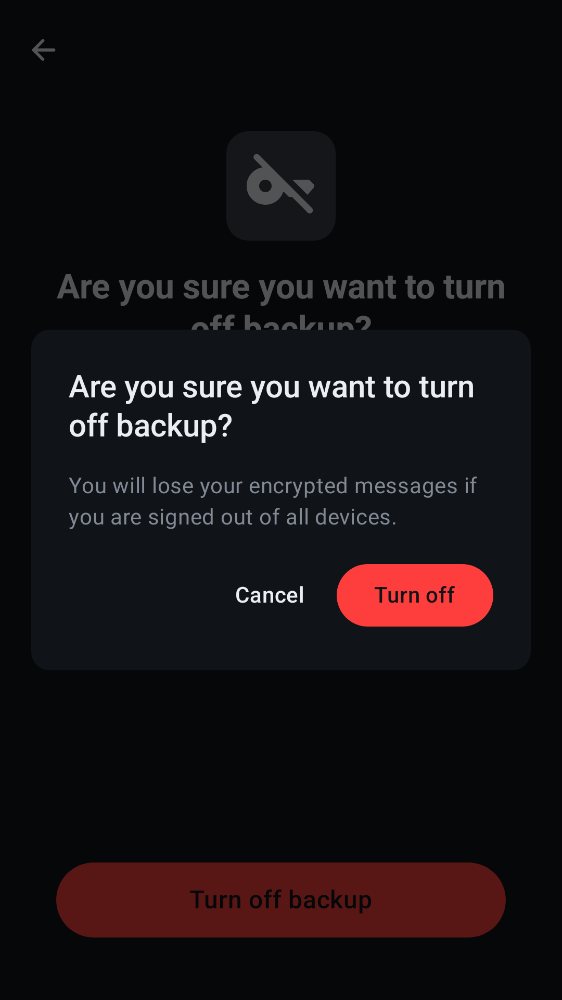 Are you sure you want to turn
off backup?
Are you sure you want to turn
off backup?
You will lose your encrypted messages if
you are signed out of all devices.
Cancel
Turn off
Turn off backup